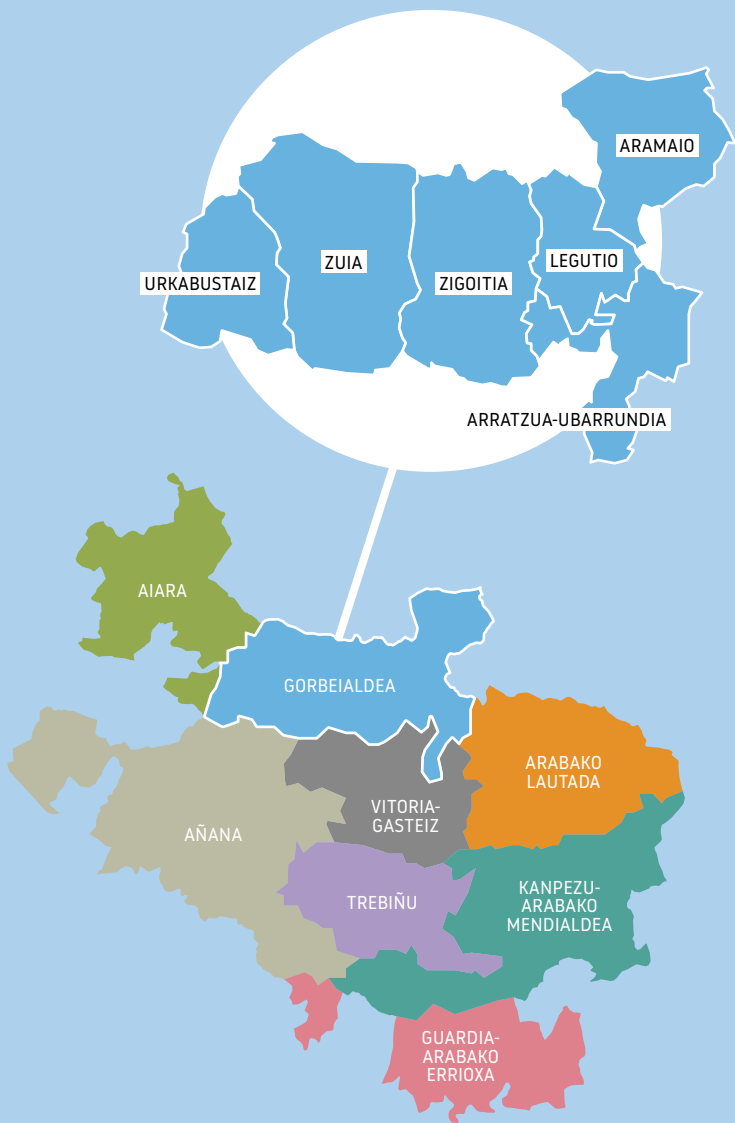 ARAMAIO
LEGUTIO
ZUIA
ZIGOITIA
URKABUSTAIZ
ARRATZUA-UBARRUNDIA
AIARA
GORBEIALDEA
ARABAKO
LAUTADA
VITORIA-
GASTEIZ
AÑANA
TREBIÑU
KANPEZU-
ARABAKO
MENDIALDEA
GUARDIA-
ARABAKO
ERRIOXA